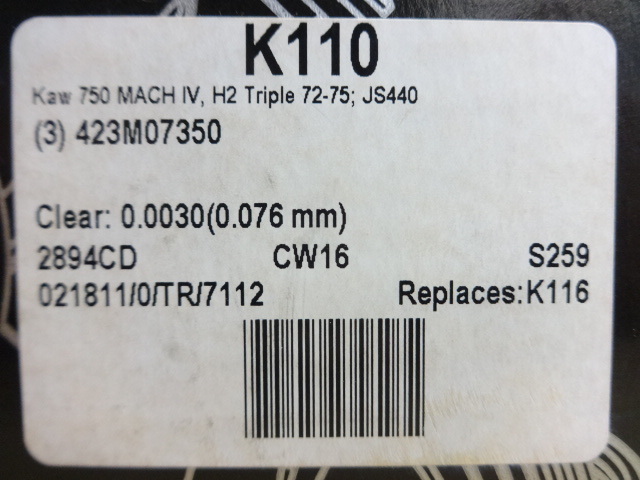 K110
Kaw 750 MACH IV, H2 Triple 72-75; JS440
(3) 423M07350
Clear: 0.0030(0.076 mm)
2894CD CW16 S259
021811/0/TR/7112 Replaces:K116